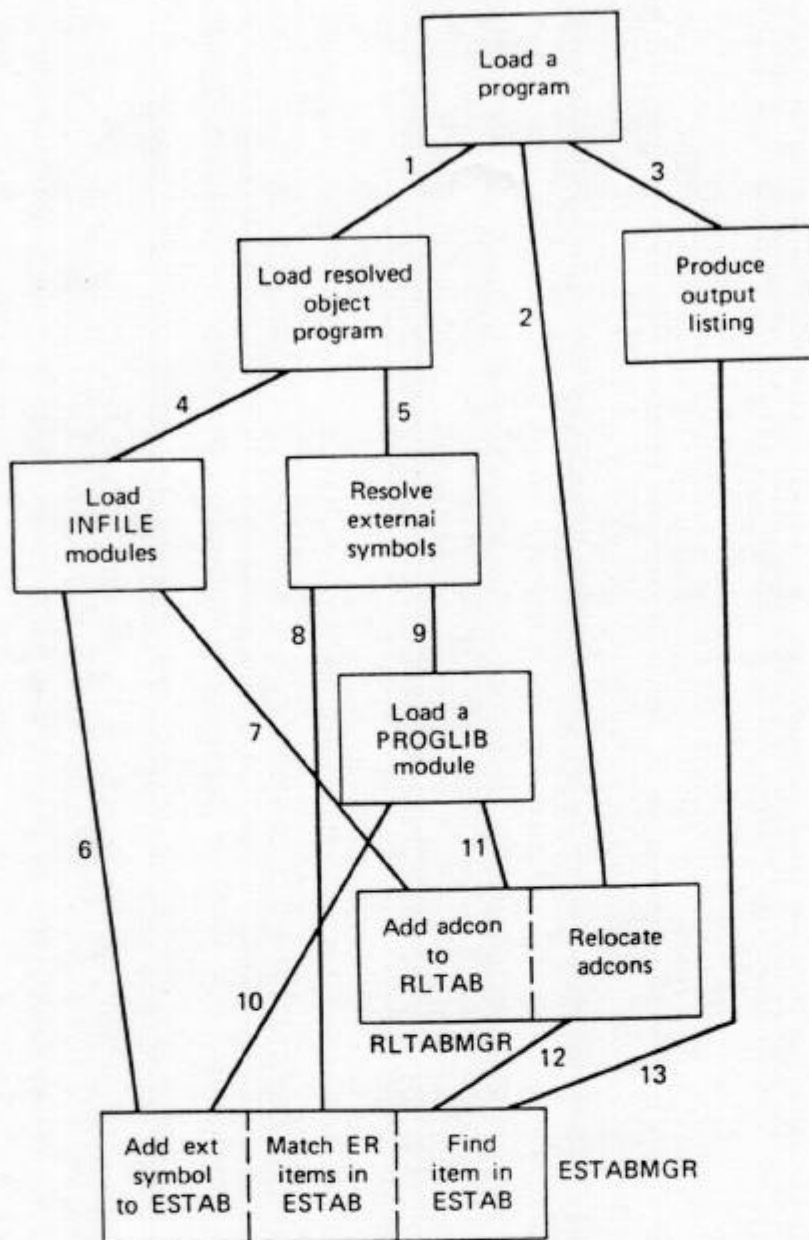 Load a
program
1
3
Load resolved
object
program
2
Produce
output
listing
4
5
Load
INFILE
modules
Resolve
externai
symbols
8
9
7
Load a
PROGLIB
module
6
11
Add adcon
to
RLTAB
Relocate
adcons
10
RLTABMGR
12
13
Add ext
symbol
to ESTAB
Match ER
items in
ESTAB
Find
item in
ESTAB
ESTABMGR